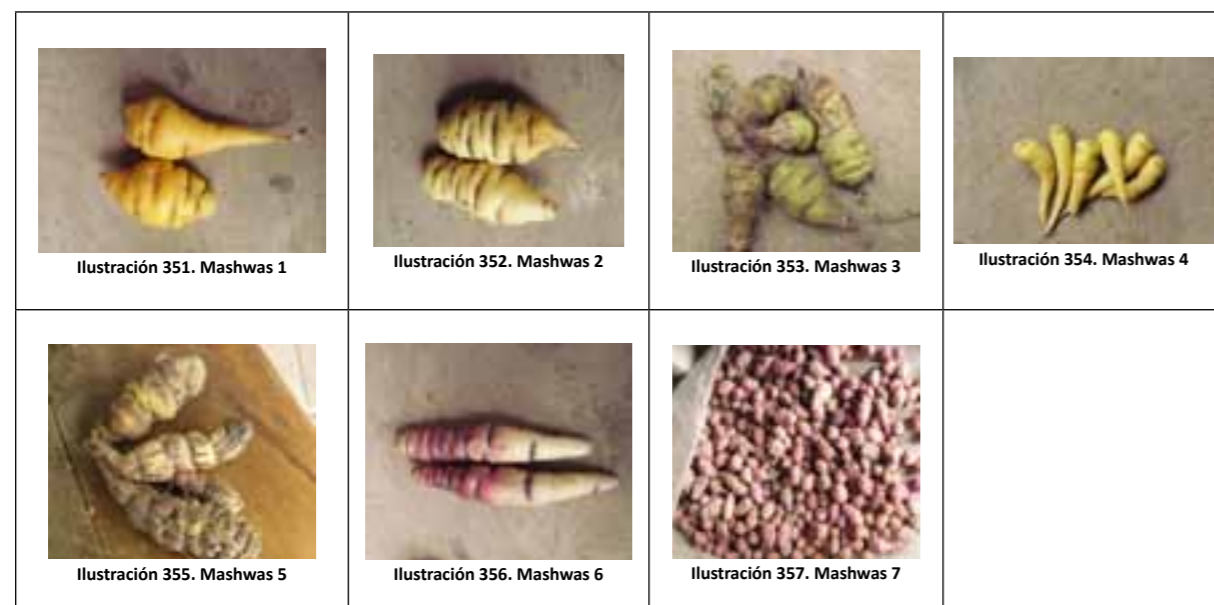 Ilustración 351. Mashwas 1
Ilustración 352. Mashwas 2
Ilustración 353. Mashwas 3
Ilustración 354. Mashwas 4
Ilustración 355. Mashwas 5
Ilustración 356. Mashwas 6
Ilustración 357. Mashwas 7